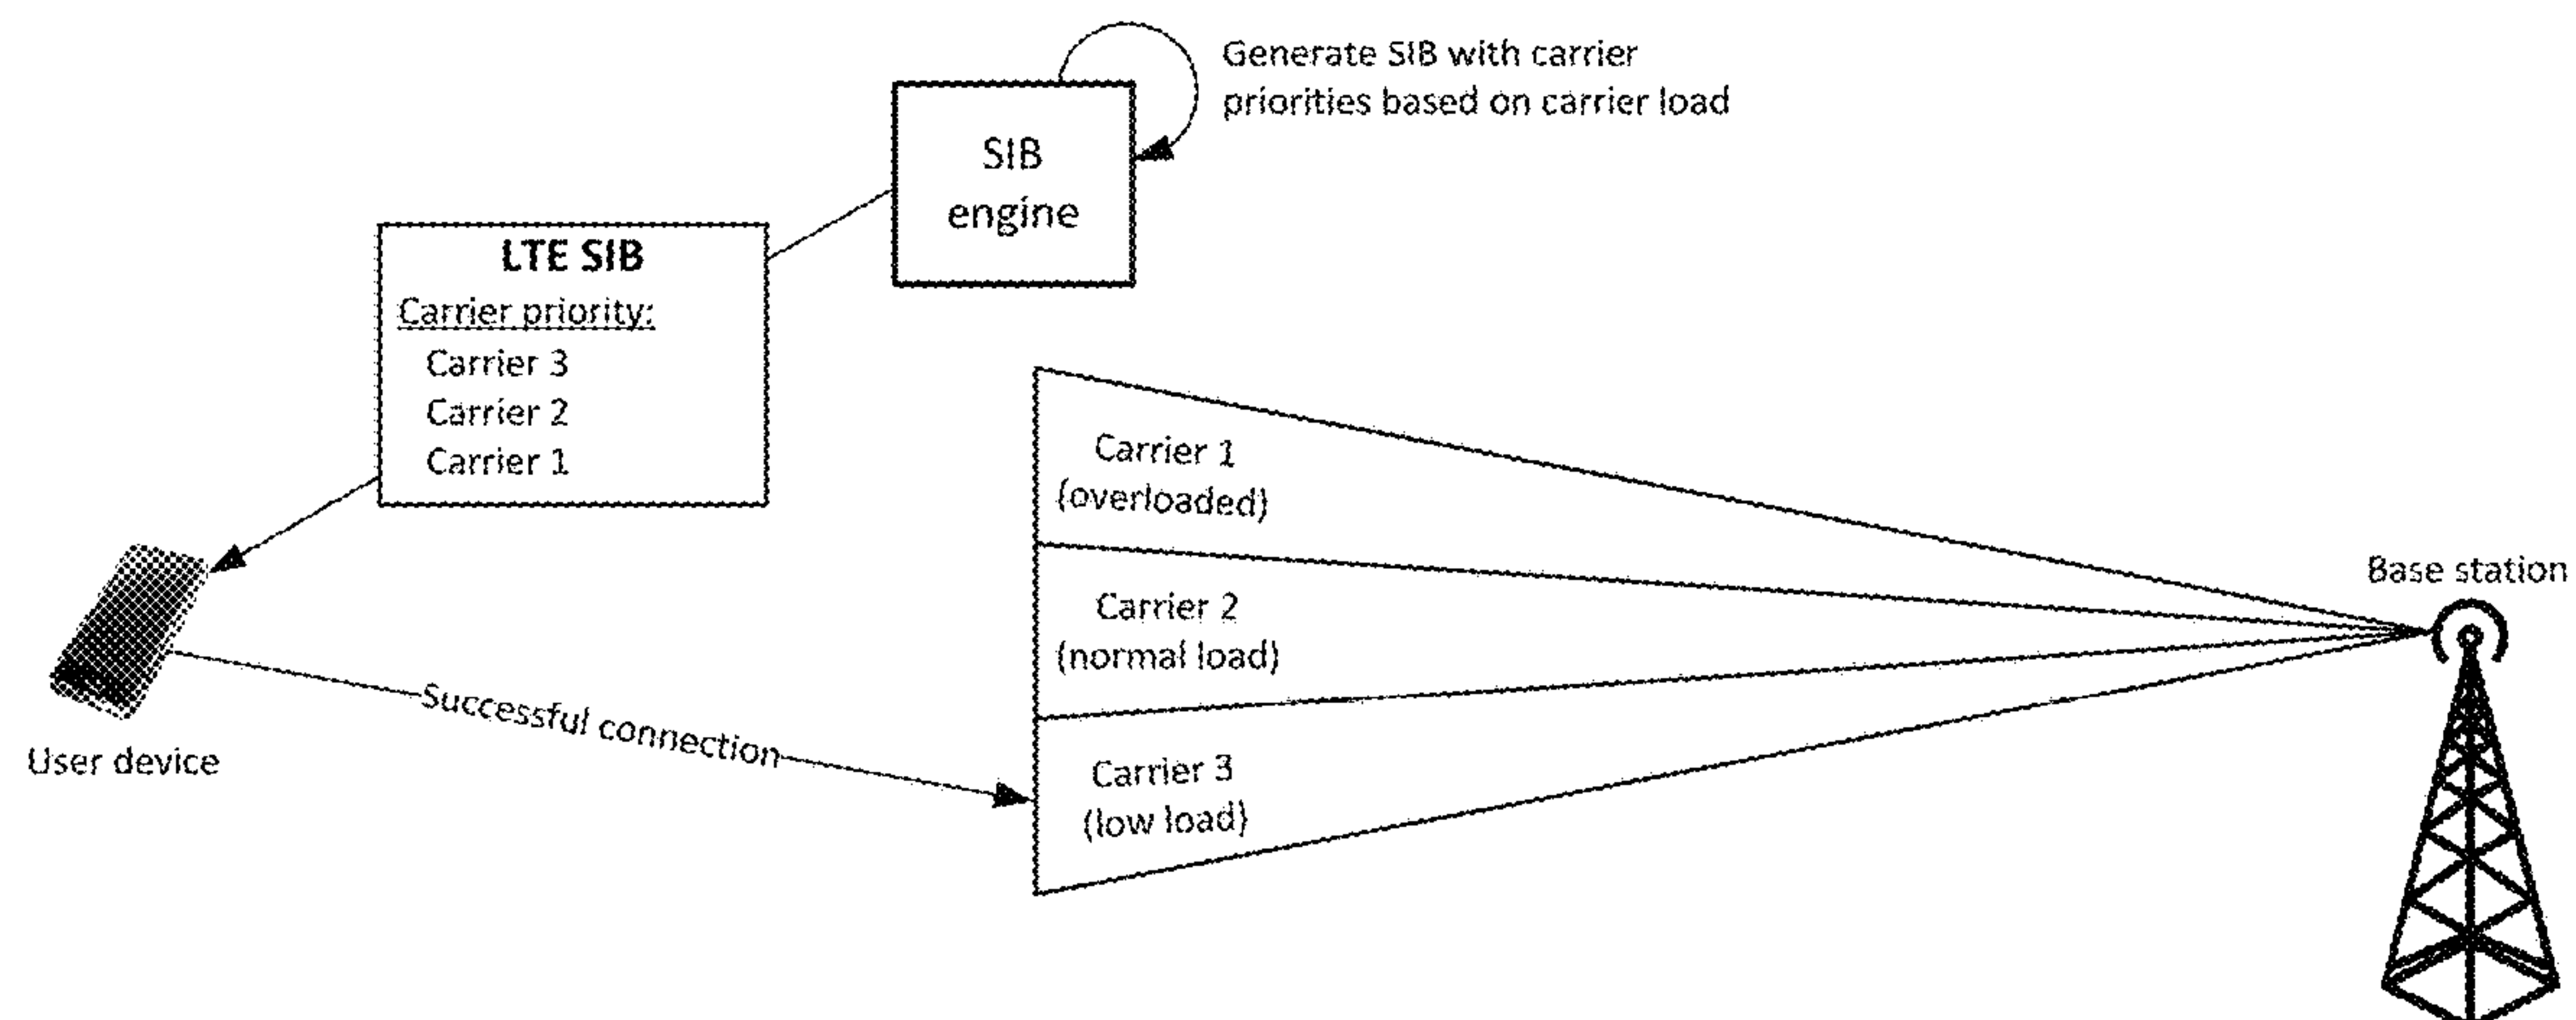 Generate SIB with carrier
priorities based on carrier load
SIB
engine
LTE SIB
Carrier priority:
Carrier 3
Carrier 2
Carrier 1
Carrier 1
(overloaded)
Carrier 2
(normal load)
Carrier 3
(low load)
Base station
Successful connection
User device